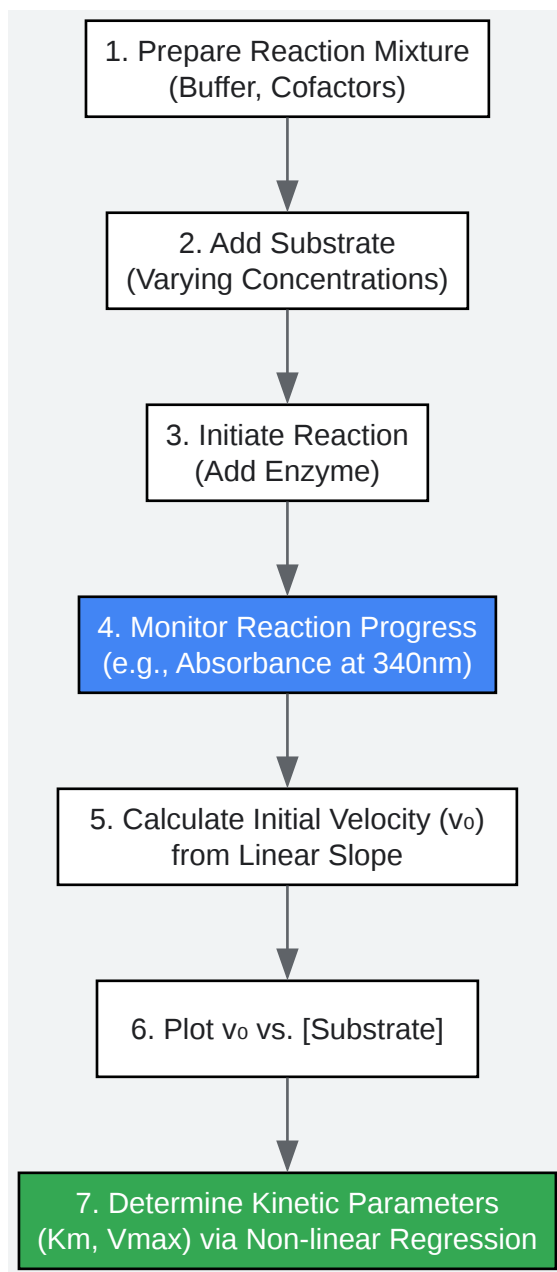 1. Prepare Reaction Mixture
(Buffer, Cofactors)
2. Add Substrate
(Varying Concentrations)
3. Initiate Reaction
(Add Enzyme)
4. Monitor Reaction Progress
(e.g., Absorbance at 340nm)
5. Calculate Initial Velocity (v₀)
from Linear Slope
6. Plot v₀ vs. [Substrate]
7. Determine Kinetic Parameters
(Km, Vmax) via Non-linear Regression